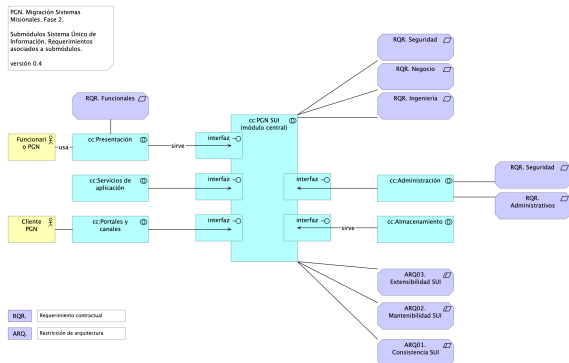 PGN. Migración Sistemas
Misionales. Fase 2.
Submódulos Sistema Único de
Información. Requerimientos
asociados a submódulos.
versión 0.4
RQR. Seguridad
RQR. Negocio
RQR. Ingeniería
RQR. Funcionales
cc:PGN SUI
(módulo central)
Funcionari
o PGN
usa
cc:Presentación
sirve
interfaz
cc:Servicios de
aplicación
interfaz
interfaz
cc:Administración
RQR. Seguridad
RQR.
Administrativos
Cliente
PGN
cc:Portales y
canales
interfaz
interfaz
sirve
cc:Almacenamiento
ARQ03.
Extensibilidad SUI
ARQ02.
Mantenibilidad SUI
ARQ01.
Consistencia SUI
RQR.
Requerimiento contractual
ARQ.
Restricción de arquitectura